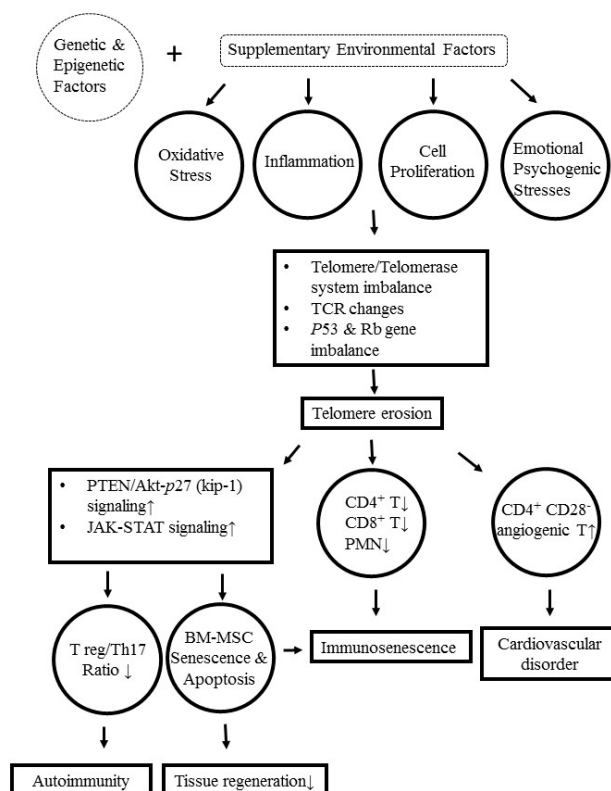 Genetic &
Epigenetic
Factors
+
Supplementary Environmental Factors
Oxidative
Stress
Inflammation
Cell
Proliferation
Emotional
Psychogenic
Stresses
• Telomere/Telomerase
system imbalance
• TCR changes
• P53 & Rb gene
imbalance
Telomere erosion
• PTEN/Akt-p27 (kip-1)
signaling↑
• JAK-STAT signaling↑
CD4⁺ T↓
CD8⁺ T↓
PMN↓
CD4⁺ CD28⁻
angiogenic T↑
T reg/Th17
Ratio ↓
BM-MSC
Senescence &
Apoptosis
Immunosenescence
Cardiovascular
disorder
Autoimmunity
Tissue regeneration↓